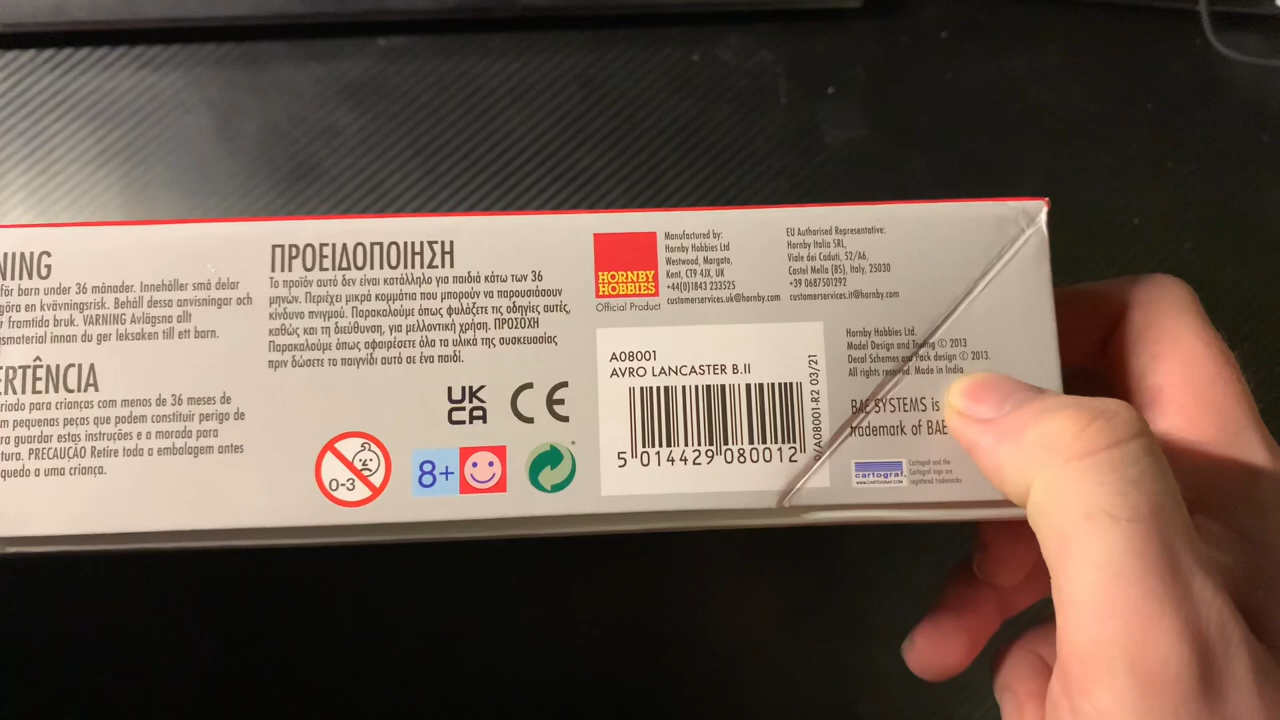 NING
för barn under 36 månader. Innehåller små delar
göra en kvävningsrisk. Behåll dessa anvisningar och
r framtida bruk. VARNING Avlägsna allt
smaterial innan du ger leksaken till ett barn.
ERTÊNCIA
riado para crianças com menos de 36 meses de
m pequenas peças que podem constituir perigo de
ra guardar estas instruções e a morada para
tura. PRECAUÇÃO Retire toda a embalagem antes
quedo a uma criança.
ΠΡΟΕΙΔΟΠΟΙΗΣΗ
Το προϊόν αυτό δεν είναι κατάλληλο για παιδιά κάτω των 36
μηνών. Περιέχει μικρά κομμάτια που μπορούν να παρουσιάσουν
κίνδυνο πνιγμού. Παρακαλούμε όπως φυλάξετε τις οδηγίες αυτές,
καθώς και τη διεύθυνση, για μελλοντική χρήση. ΠΡΟΣΟΧΗ
Παρακαλούμε όπως αφαιρέσετε όλα τα υλικά της συσκευασίας
πριν δώσετε το παιγνίδι αυτό σε ένα παιδί.
UK
CA CE
0-3
8+
HORNBY
HOBBIES
Official Product
Manufactured by:
Hornby Hobbies Ltd
Westwood, Margate,
Kent, CT9 4JX, UK
+44(0)1843 233525
customerservices.uk@hornby.com
EU Authorised Representative:
Hornby Italia SRL,
Viale dei Caduti, 52/A6,
Castel Mella (BS), Italy, 25030
+39 0687501292
customerservices.it@hornby.com
A08001
AVRO LANCASTER B.II
5 014429 080012
/A08001-R2 03/21
Hornby Hobbies Ltd.
Model Design and Tooling © 2013
Decal Schemes and Pack design © 2013.
All rights reserved. Made in India
BAE SYSTEMS is
trademark of BAE
cartograf
WWW.CARTOGRAF.COM
Cartograf and the
Cartograf logo are
registered trademarks